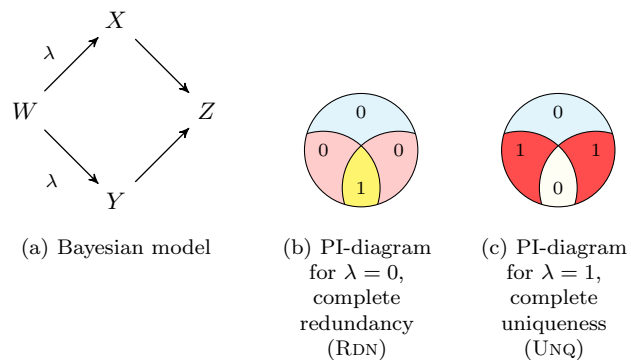 X
λ
W
Z
λ
Y
(a) Bayesian model
0
0
0
1
(b) PI-diagram
for λ = 0,
complete
redundancy
(RDN)
0
1
1
0
(c) PI-diagram
for λ = 1,
complete
uniqueness
(UNQ)